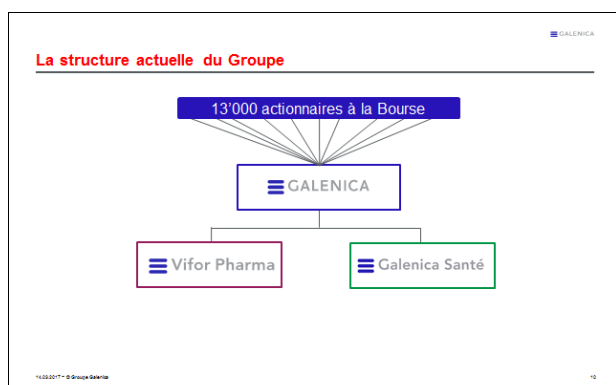 GALENICA
La structure actuelle du Groupe
13'000 actionnaires à la Bourse
GALENICA
Vifor Pharma
Galenica Santé
14.03.2017 – © Groupe Galenica
10